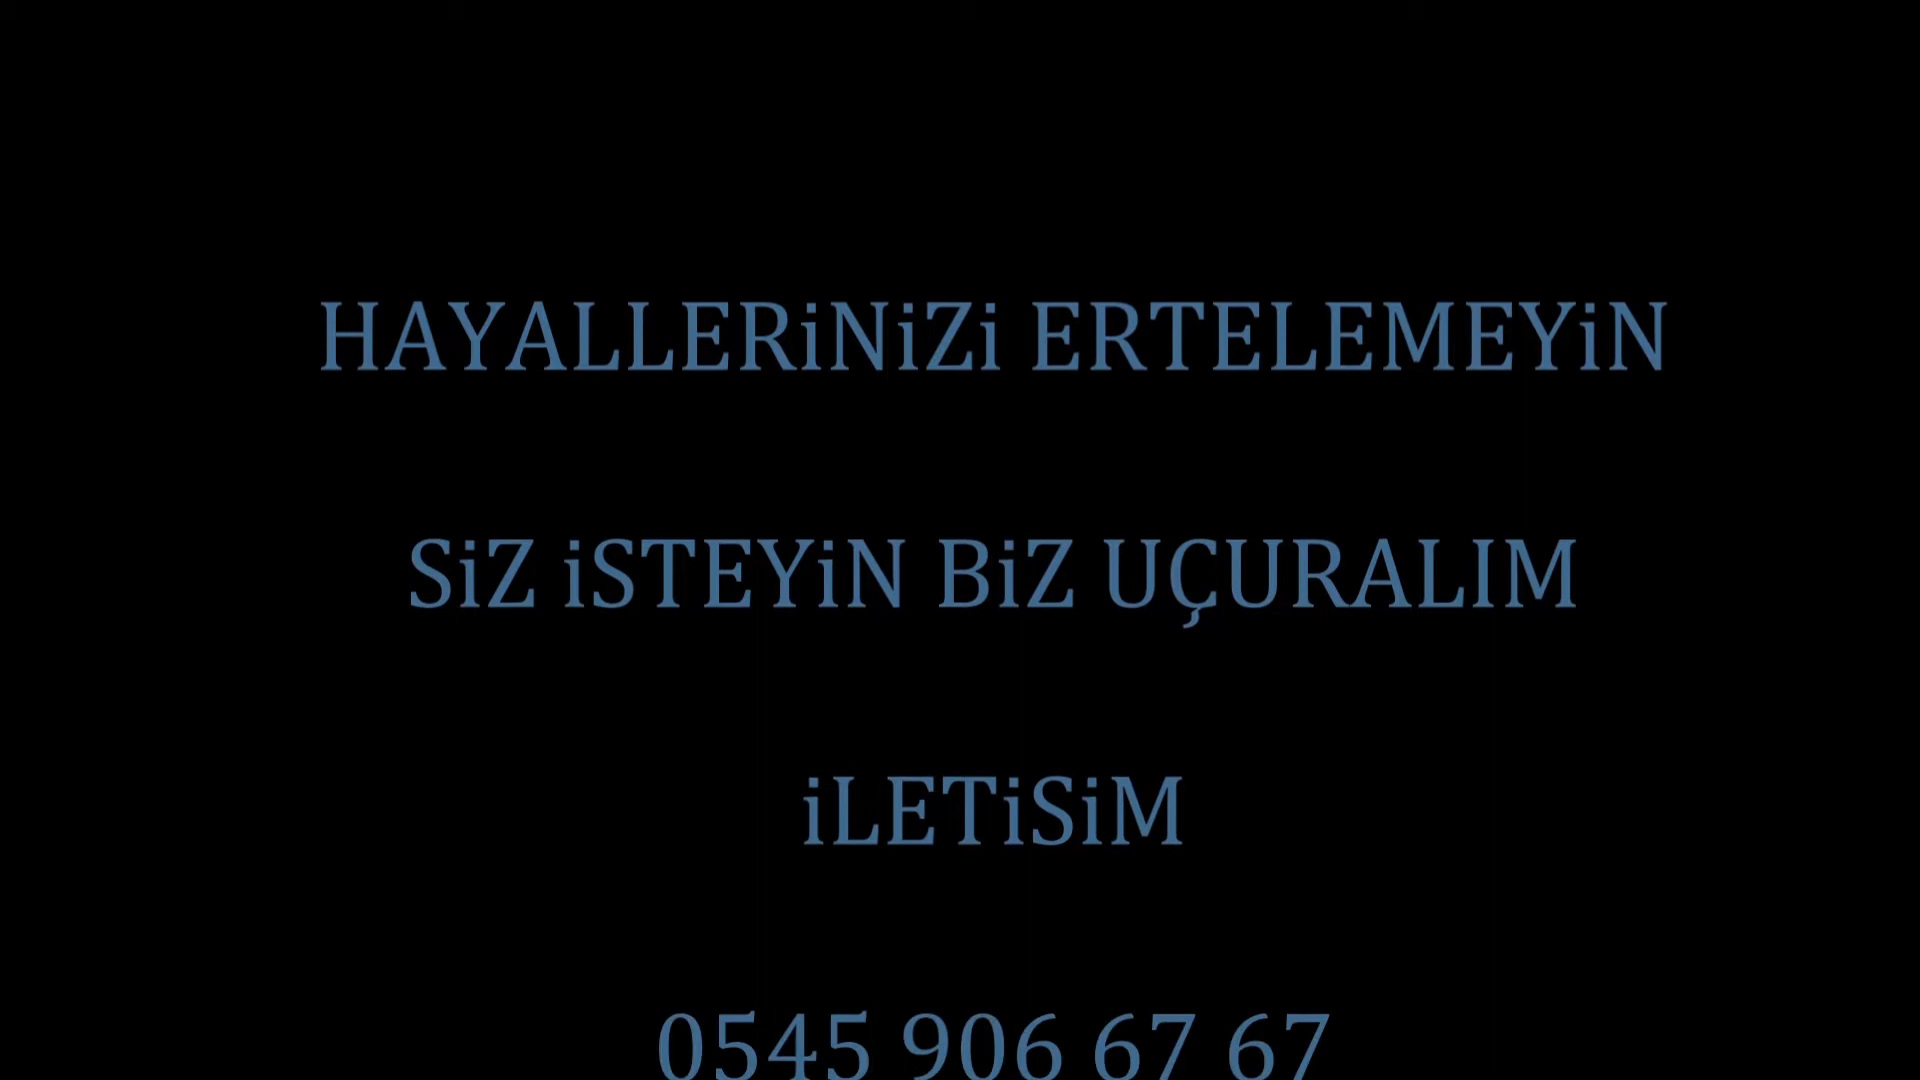 HAYALLERiNiZi ERTELEMEYiN
SiZ iSTEYiN BiZ UÇURALIM
iLETiSiM
0545 906 67 67